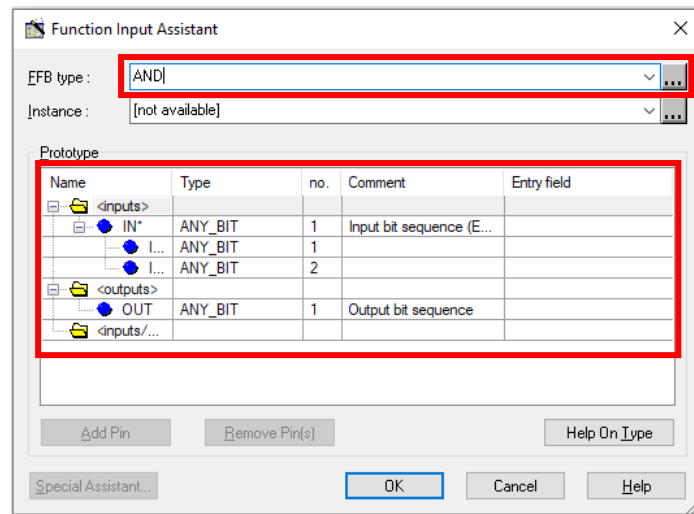 Function Input Assistant
FFB type :
AND
...
Instance :
[not available]
...
Prototype
Name Type no. Comment Entry field
<inputs>
IN* ANY_BIT 1 Input bit sequence (E...
I... ANY_BIT 1
I... ANY_BIT 2
<outputs>
OUT ANY_BIT 1 Output bit sequence
<inputs/...
Add Pin Remove Pin(s) Help On Type
Special Assistant... OK Cancel Help